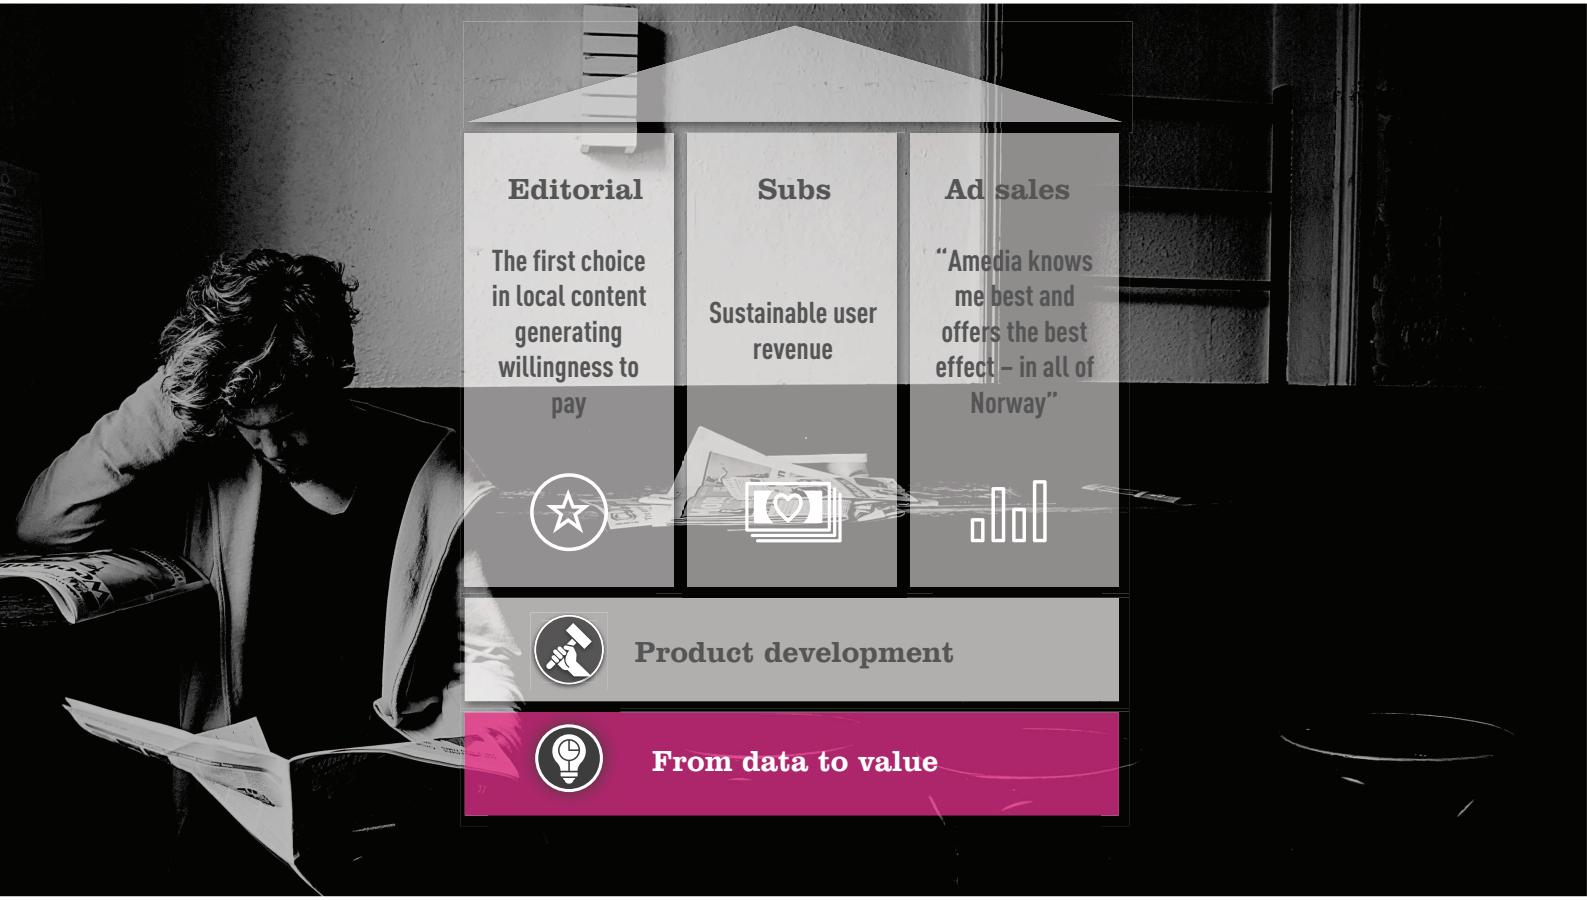 Editorial
The first choice
in local content
generating
willingness to
pay
Subs
Sustainable user
revenue
Ad sales
“Amedia knows
me best and
offers the best
effect – in all of
Norway”
Product development
From data to value